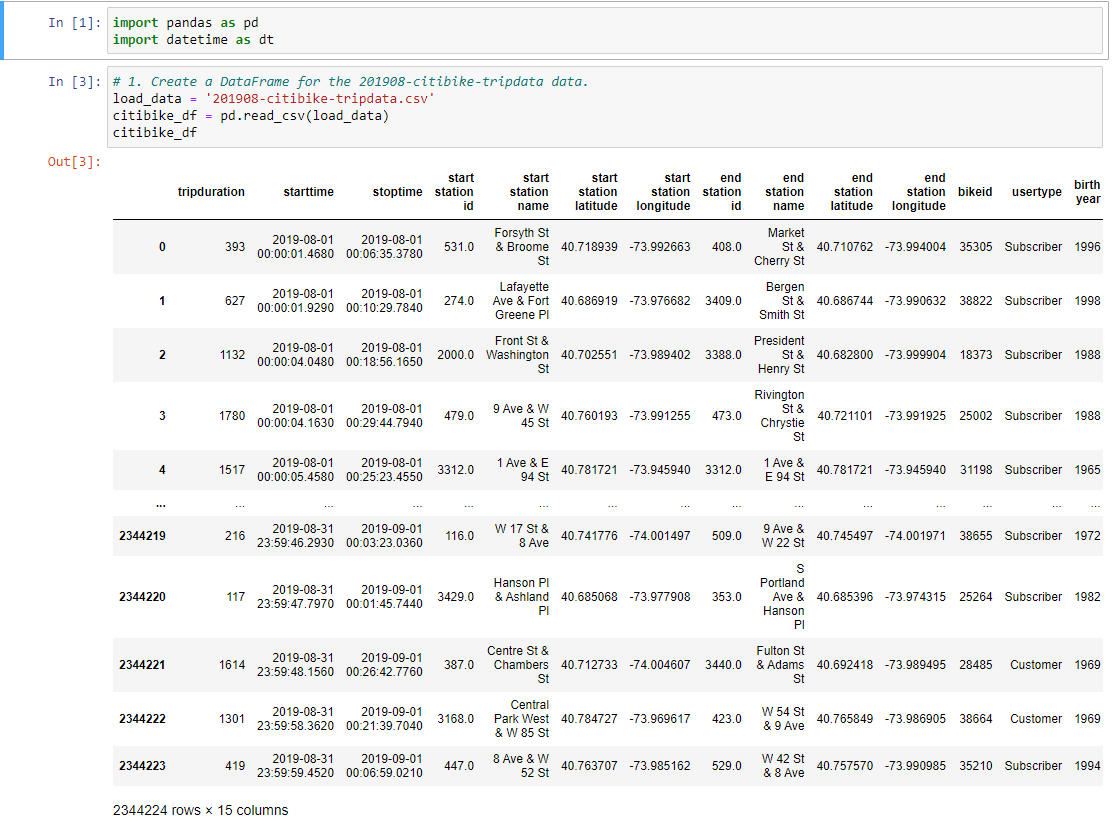 In [1]: import pandas as pd
import datetime as dt
In [3]: # 1. Create a DataFrame for the 201908-citibike-tripdata data.
load_data = '201908-citibike-tripdata.csv'
citibike_df = pd.read_csv(load_data)
citibike_df
Out[3]:
tripduration starttime stoptime start station id start station name start station latitude start station longitude end station id end station name end station latitude end station longitude bikeid usertype birth year
0 393 2019-08-01 00:00:01.4680 2019-08-01 00:06:35.3780 531.0 Forsyth St & Broome St 40.718939 -73.992663 408.0 Market St & Cherry St 40.710762 -73.994004 35305 Subscriber 1996
1 627 2019-08-01 00:00:01.9290 2019-08-01 00:10:29.7840 274.0 Lafayette Ave & Fort Greene Pl 40.686919 -73.976682 3409.0 Bergen St & Smith St 40.686744 -73.990632 38822 Subscriber 1998
2 1132 2019-08-01 00:00:04.0480 2019-08-01 00:18:56.1650 2000.0 Front St & Washington St 40.702551 -73.989402 3388.0 President St & Henry St 40.682800 -73.999904 18373 Subscriber 1988
3 1780 2019-08-01 00:00:04.1630 2019-08-01 00:29:44.7940 479.0 9 Ave & W 45 St 40.760193 -73.991255 473.0 Rivington St & Chrystie St 40.721101 -73.991925 25002 Subscriber 1988
4 1517 2019-08-01 00:00:05.4580 2019-08-01 00:25:23.4550 3312.0 1 Ave & E 94 St 40.781721 -73.945940 3312.0 1 Ave & E 94 St 40.781721 -73.945940 31198 Subscriber 1965
... ... ... ... ... ... ... ... ... ... ... ... ... ... ...
2344219 216 2019-08-31 23:59:46.2930 2019-09-01 00:03:23.0360 116.0 W 17 St & 8 Ave 40.741776 -74.001497 509.0 9 Ave & W 22 St 40.745497 -74.001971 38655 Subscriber 1972
2344220 117 2019-08-31 23:59:47.7970 2019-09-01 00:01:45.7440 3429.0 Hanson Pl & Ashland Pl 40.685068 -73.977908 353.0 S Portland Ave & Hanson Pl 40.685396 -73.974315 25264 Subscriber 1982
2344221 1614 2019-08-31 23:59:48.1560 2019-09-01 00:26:42.7760 387.0 Centre St & Chambers St 40.712733 -74.004607 3440.0 Fulton St & Adams St 40.692418 -73.989495 28485 Customer 1969
2344222 1301 2019-08-31 23:59:58.3620 2019-09-01 00:21:39.7040 3168.0 Central Park West & W 85 St 40.784727 -73.969617 423.0 W 54 St & 9 Ave 40.765849 -73.986905 38664 Customer 1969
2344223 419 2019-08-31 23:59:59.4520 2019-09-01 00:06:59.0210 447.0 8 Ave & W 52 St 40.763707 -73.985162 529.0 W 42 St & 8 Ave 40.757570 -73.990985 35210 Subscriber 1994
2344224 rows × 15 columns